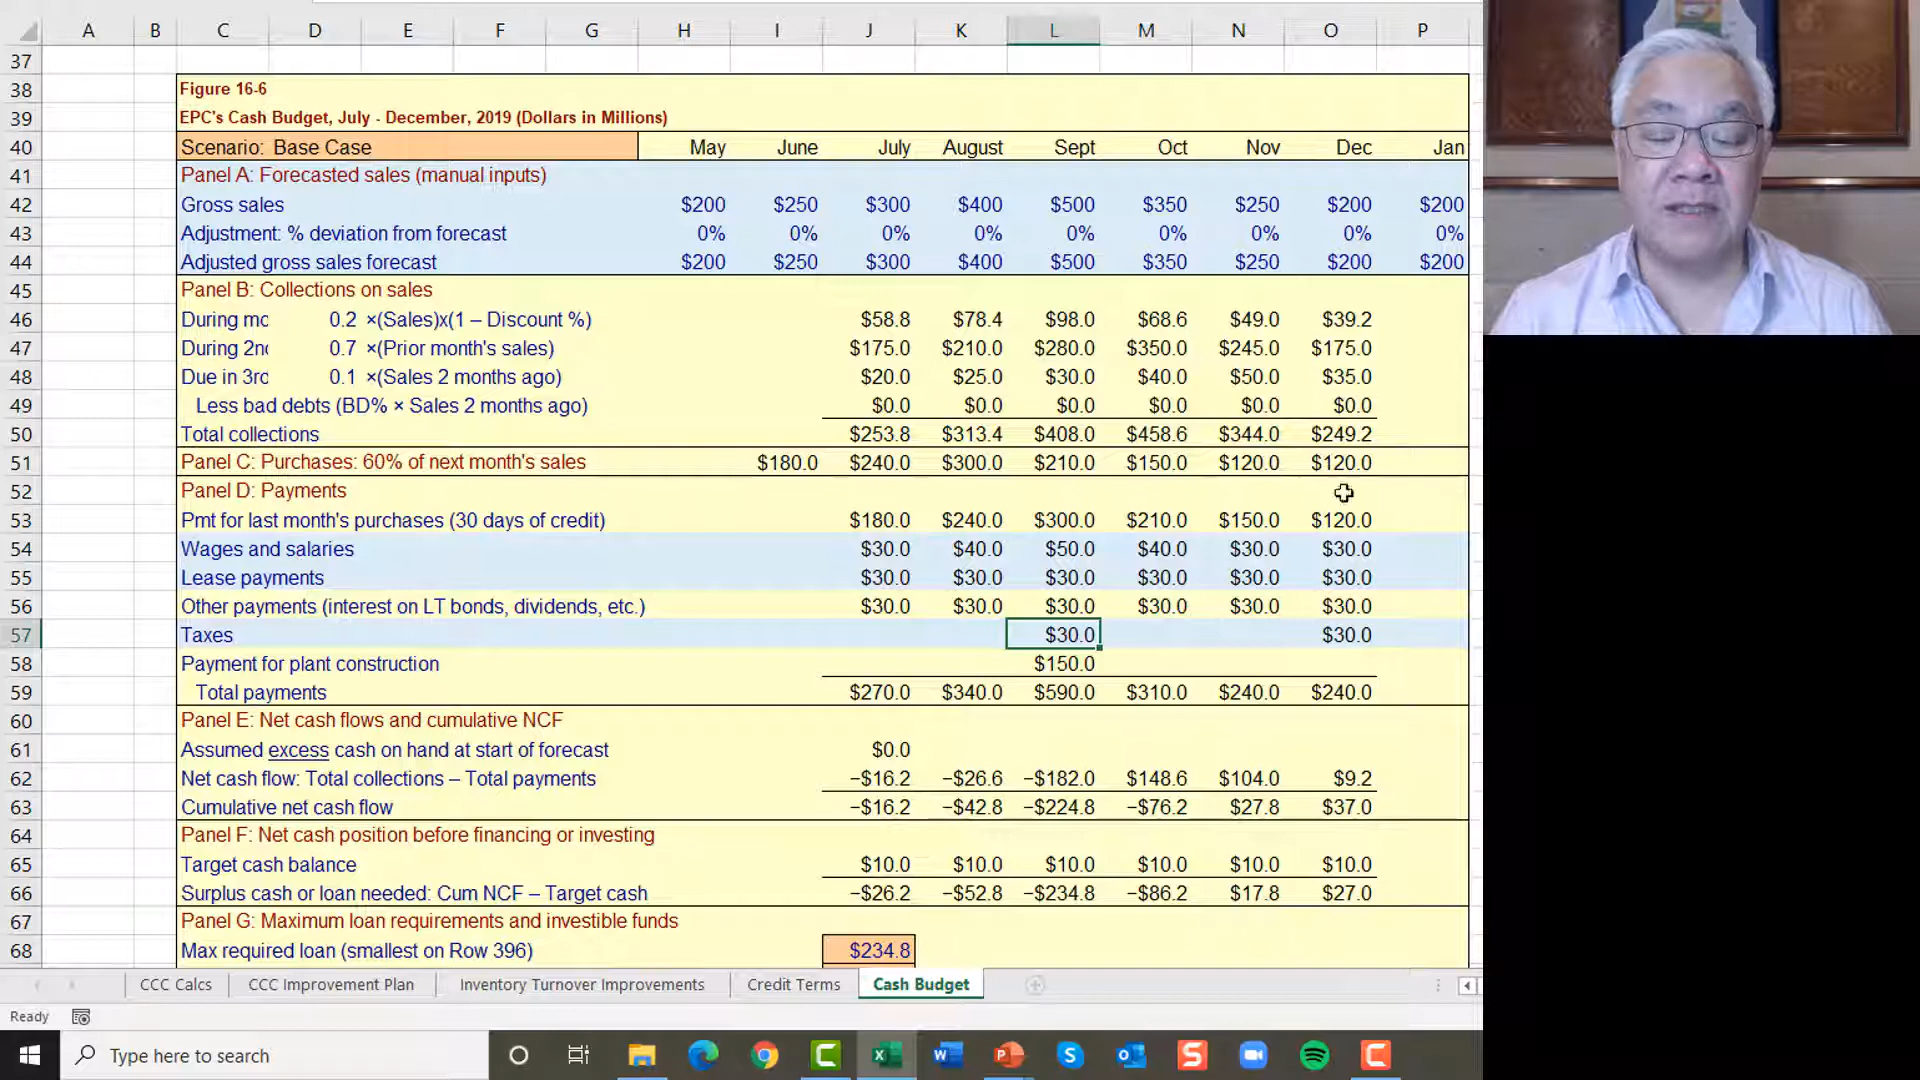 A B C D E F G H I J K L M N O P
37
38 Figure 16-6
39 EPC's Cash Budget, July - December, 2019 (Dollars in Millions)
40 Scenario: Base Case May June July August Sept Oct Nov Dec Jan
41 Panel A: Forecasted sales (manual inputs)
42 Gross sales $200 $250 $300 $400 $500 $350 $250 $200 $200
43 Adjustment: % deviation from forecast 0% 0% 0% 0% 0% 0% 0% 0% 0%
44 Adjusted gross sales forecast $200 $250 $300 $400 $500 $350 $250 $200 $200
45 Panel B: Collections on sales
46 During mo 0.2 ×(Sales)x(1 – Discount %) $58.8 $78.4 $98.0 $68.6 $49.0 $39.2
47 During 2nd 0.7 ×(Prior month's sales) $175.0 $210.0 $280.0 $350.0 $245.0 $175.0
48 Due in 3rd 0.1 ×(Sales 2 months ago) $20.0 $25.0 $30.0 $40.0 $50.0 $35.0
49 Less bad debts (BD% × Sales 2 months ago) $0.0 $0.0 $0.0 $0.0 $0.0 $0.0
50 Total collections $253.8 $313.4 $408.0 $458.6 $344.0 $249.2
51 Panel C: Purchases: 60% of next month's sales $180.0 $240.0 $300.0 $210.0 $150.0 $120.0 $120.0
52 Panel D: Payments
53 Pmt for last month's purchases (30 days of credit) $180.0 $240.0 $300.0 $210.0 $150.0 $120.0
54 Wages and salaries $30.0 $40.0 $50.0 $40.0 $30.0 $30.0
55 Lease payments $30.0 $30.0 $30.0 $30.0 $30.0 $30.0
56 Other payments (interest on LT bonds, dividends, etc.) $30.0 $30.0 $30.0 $30.0 $30.0 $30.0
57 Taxes $30.0 $30.0
58 Payment for plant construction $150.0
59 Total payments $270.0 $340.0 $590.0 $310.0 $240.0 $240.0
60 Panel E: Net cash flows and cumulative NCF
61 Assumed excess cash on hand at start of forecast $0.0
62 Net cash flow: Total collections – Total payments −$16.2 −$26.6 −$182.0 $148.6 $104.0 $9.2
63 Cumulative net cash flow −$16.2 −$42.8 −$224.8 −$76.2 $27.8 $37.0
64 Panel F: Net cash position before financing or investing
65 Target cash balance $10.0 $10.0 $10.0 $10.0 $10.0 $10.0
66 Surplus cash or loan needed: Cum NCF – Target cash −$26.2 −$52.8 −$234.8 −$86.2 $17.8 $27.0
67 Panel G: Maximum loan requirements and investible funds
68 Max required loan (smallest on Row 396) $234.8
CCC Calcs CCC Improvement Plan Inventory Turnover Improvements Credit Terms Cash Budget
Ready
Type here to search